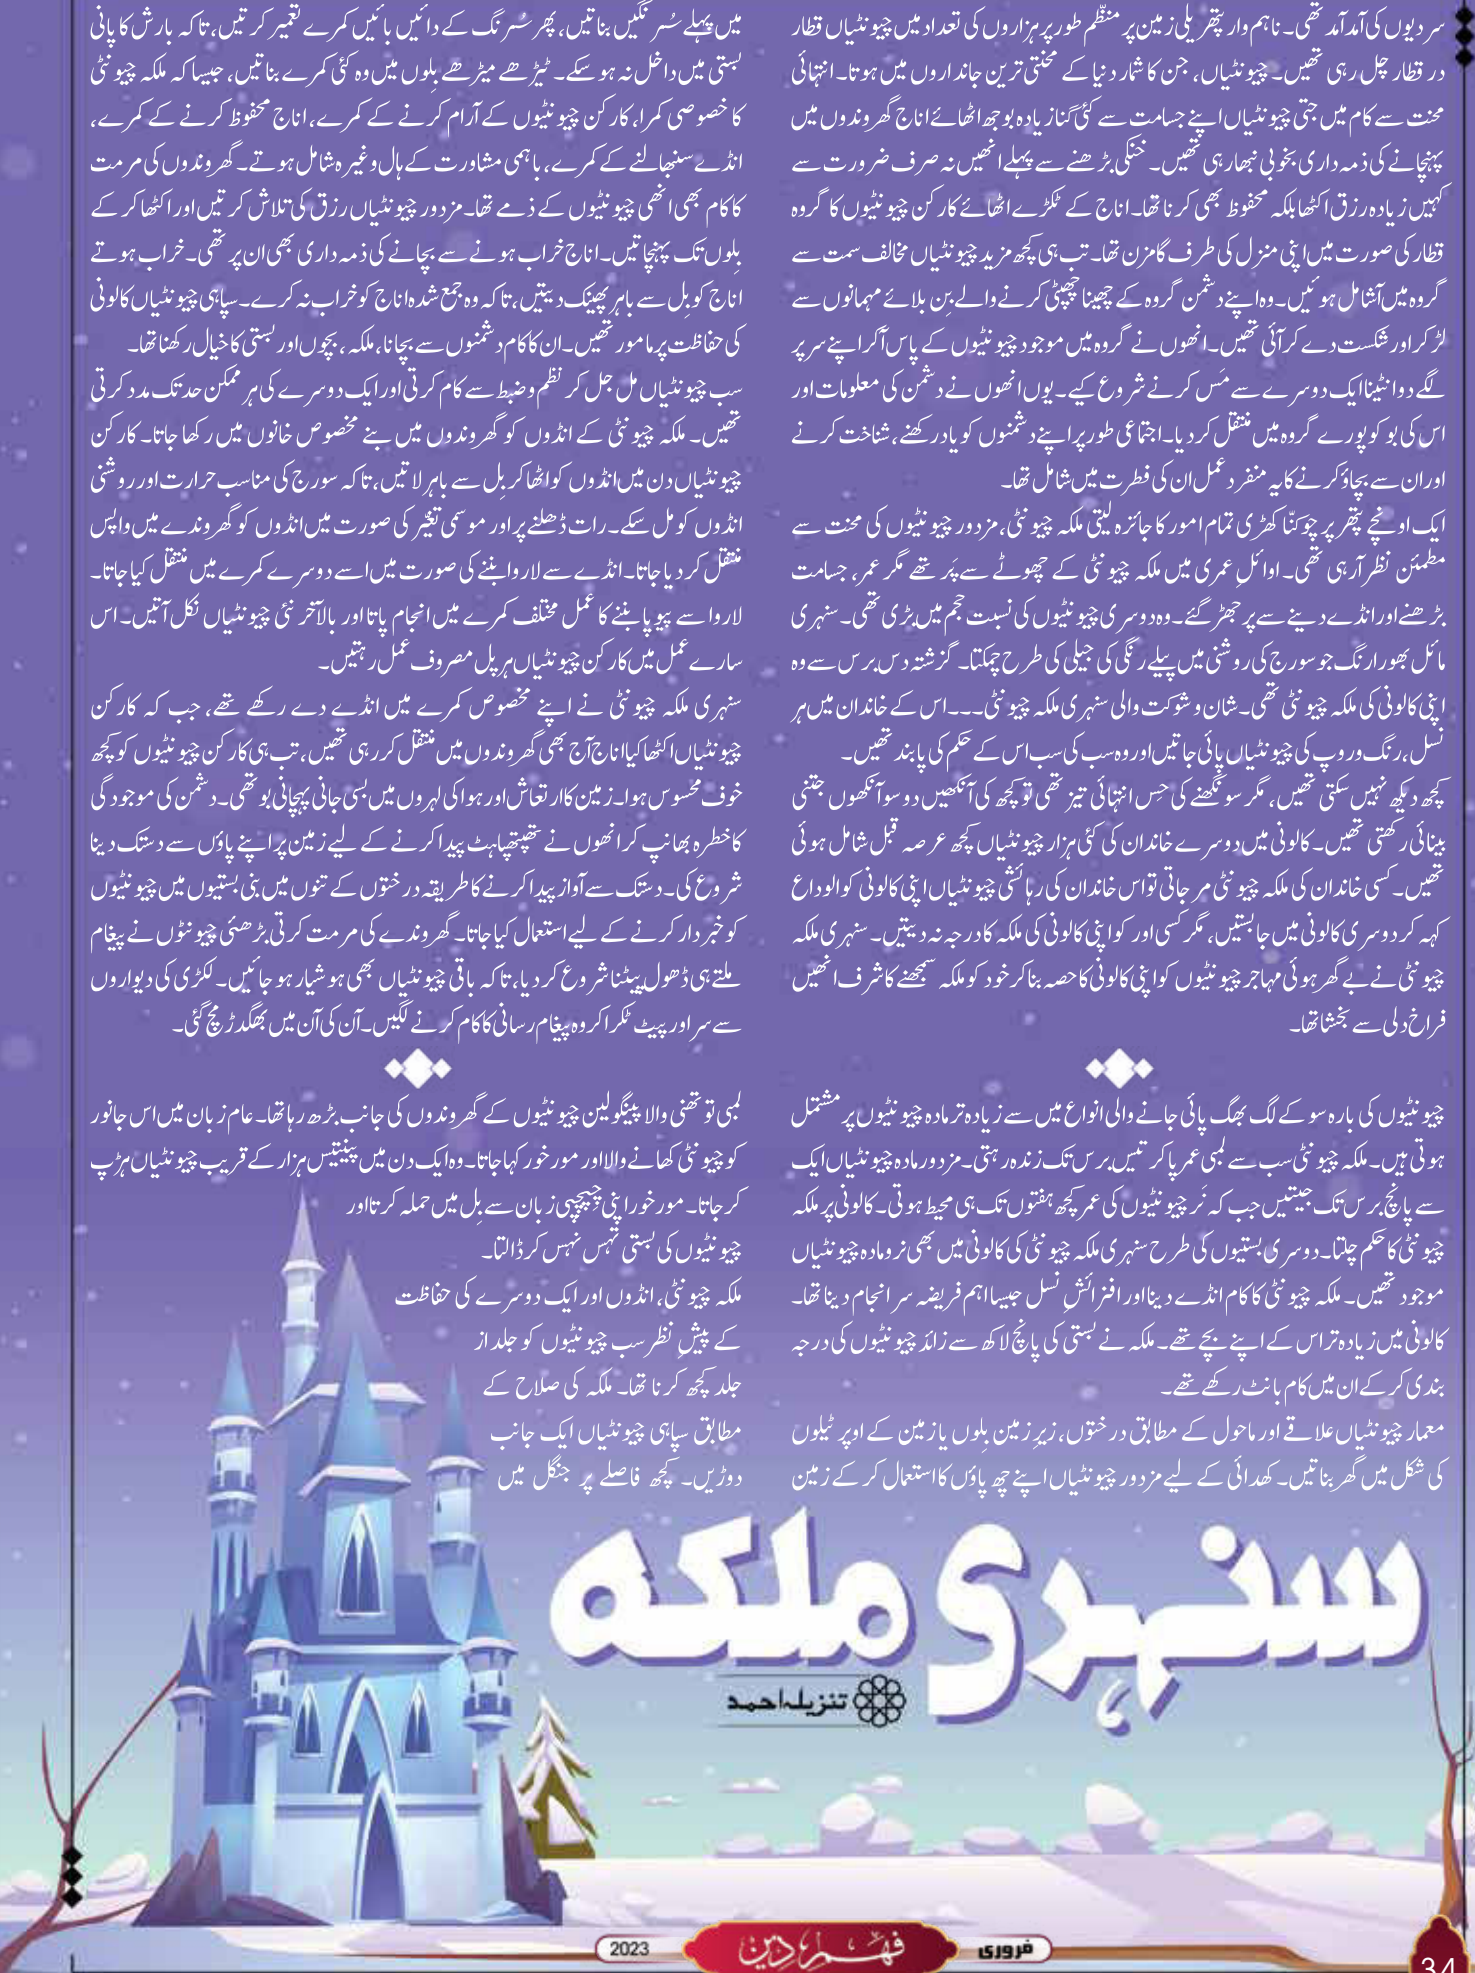 سردیوں کی آمد آمد تھی۔ ناہم وار پتھریلی زمین پر منظّم طور پر ہزاروں کی تعداد میں چیونٹیاں قطار
در قطار چل رہی تھیں۔ چیونٹیاں، جن کا شمار دنیا کے محنتی ترین جانداروں میں ہوتا۔ انتہائی
محنت سے کام میں جتی چیونٹیاں اپنے جسامت سے کئی گنا زیادہ بوجھ اٹھائے اناج گھروندوں میں
پہنچانے کی ذمہ داری بخوبی نبھا رہی تھیں۔ خنکی بڑھنے سے پہلے انھیں نہ صرف ضرورت سے
کہیں زیادہ رزق اکٹھا بلکہ محفوظ بھی کرنا تھا۔ اناج کے ٹکڑے اٹھائے کارکن چیونٹیوں کا گروہ
قطار کی صورت میں اپنی منزل کی طرف گامزن تھا۔ تب ہی کچھ مزید چیونٹیاں مخالف سمت سے
گروہ میں آشامل ہوئیں۔ وہ اپنے دشمن گروہ کے چھینا جھپٹی کرنے والے بِن بلائے مہمانوں سے
لڑ کر اور شکست دے کر آئی تھیں۔ انھوں نے گروہ میں موجود چیونٹیوں کے پاس آکر اپنے سر پر
لگے دو انٹینا ایک دوسرے سے مَس کرنے شروع کیے۔ یوں انھوں نے دشمن کی معلومات اور
اس کی بو کو پورے گروہ میں منتقل کر دیا۔ اجتماعی طور پر اپنے دشمنوں کو یاد رکھنے، شناخت کرنے
اور ان سے بچاؤ کرنے کا یہ منفرد عمل ان کی فطرت میں شامل تھا۔
ایک اونچے پتھر پر چوکنّا کھڑی تمام امور کا جائزہ لیتی ملکہ چیونٹی، مزدور چیونٹیوں کی محنت سے
مطمئن نظر آرہی تھی۔ اوائل عمری میں ملکہ چیونٹی کے چھوٹے سے پَر تھے مگر عمر، جسامت
بڑھنے اور انڈے دینے سے پر جھڑ گئے۔ وہ دوسری چیونٹیوں کی نسبت حجم میں بڑی تھی۔ سنہری
مائل بھورا رنگ جو سورج کی روشنی میں پیلے رنگی کی جیلی کی طرح چمکتا۔ گزشتہ دس برس سے وہ
اپنی کالونی کی ملکہ چیونٹی تھی۔ شان و شوکت والی سنہری ملکہ چیونٹی۔۔۔ اس کے خاندان میں ہر
نسل، رنگ و روپ کی چیونٹیاں پائی جاتیں اور وہ سب کی سب اس کے حکم کی پابند تھیں۔
کچھ دیکھ نہیں سکتی تھیں، مگر سونگھنے کی حِس انتہائی تیز تھی تو کچھ کی آنکھیں دو سو آنکھوں جتنی
بینائی رکھتی تھیں۔ کالونی میں دوسرے خاندان کی کئی ہزار چیونٹیاں کچھ عرصہ قبل شامل ہوئی
تھیں۔ کسی خاندان کی ملکہ چیونٹی مر جاتی تو اس خاندان کی رہائشی چیونٹیاں اپنی کالونی کو الوداع
کہہ کر دوسری کالونی میں جا بستیں، مگر کسی اور کو اپنی کالونی کی ملکہ کا درجہ نہ دیتیں۔ سنہری ملکہ
چیونٹی نے بے گھر ہوئی مہاجر چیونٹیوں کو اپنی کالونی کا حصہ بنا کر خود کو ملکہ سمجھنے کا شرف انھیں
فراخ دلی سے بخشا تھا۔
چیونٹیوں کی بارہ سو کے لگ بھگ پائی جانے والی انواع میں سے زیادہ تر مادہ چیونٹیوں پر مشتمل
ہوتی ہیں۔ ملکہ چیونٹی سب سے لمبی عمر پا کر تیس برس تک زندہ رہتی۔ مزدور مادہ چیونٹیاں ایک
سے پانچ برس تک جیتیں جب کہ نَر چیونٹیوں کی عمر کچھ ہفتوں تک ہی محیط ہوتی۔ کالونی پر ملکہ
چیونٹی کا حکم چلتا۔ دوسری بستیوں کی طرح سنہری ملکہ چیونٹی کی کالونی میں بھی نر و مادہ چیونٹیاں
موجود تھیں۔ ملکہ چیونٹی کا کام انڈے دینا اور افزائشِ نسل جیسا اہم فریضہ سرانجام دینا تھا۔
کالونی میں زیادہ تر اس کے اپنے بچے تھے۔ ملکہ نے بستی کی پانچ لاکھ سے زائد چیونٹیوں کی درجہ
بندی کر کے ان میں کام بانٹ رکھے تھے۔
معمار چیونٹیاں علاقے اور ماحول کے مطابق درختوں، زیرِ زمین بِلوں یا زمین کے اوپر ٹیلوں
کی شکل میں گھر بناتیں۔ کھدائی کے لیے مزدور چیونٹیاں اپنے چھ پاؤں کا استعمال کر کے زمین
میں پہلے سُرنگیں بناتیں، پھر سُرنگ کے دائیں بائیں کمرے تعمیر کرتیں، تاکہ بارش کا پانی
بستی میں داخل نہ ہو سکے۔ ٹیڑھے میڑھے بِلوں میں وہ کئی کمرے بناتیں، جیسا کہ ملکہ چیونٹی
کا خصوصی کمرا، کارکن چیونٹیوں کے آرام کرنے کے کمرے، اناج محفوظ کرنے کے کمرے،
انڈے سنبھالنے کے کمرے، باہمی مشاورت کے ہال وغیرہ شامل ہوتے۔ گھروندوں کی مرمت
کا کام بھی انھی چیونٹیوں کے ذمے تھا۔ مزدور چیونٹیاں رزق کی تلاش کرتیں اور اکٹھا کر کے
بِلوں تک پہنچاتیں۔ اناج خراب ہونے سے بچانے کی ذمہ داری بھی ان پر تھی۔ خراب ہوتے
اناج کو بِل سے باہر پھینک دیتیں، تاکہ وہ جمع شدہ اناج کو خراب نہ کرے۔ سپاہی چیونٹیاں کالونی
کی حفاظت پر مامور تھیں۔ ان کا کام دشمنوں سے بچانا، ملکہ، بچوں اور بستی کا خیال رکھنا تھا۔
سب چیونٹیاں مل جل کر نظم و ضبط سے کام کرتی اور ایک دوسرے کی ہر ممکن حد تک مدد کرتی
تھیں۔ ملکہ چیونٹی کے انڈوں کو گھروندوں میں بنے مخصوص خانوں میں رکھا جاتا۔ کارکن
چیونٹیاں دن میں انڈوں کو اٹھا کر بِل سے باہر لاتیں، تاکہ سورج کی مناسب حرارت اور روشنی
انڈوں کو مل سکے۔ رات ڈھلنے پر اور موسمی تغیّر کی صورت میں انڈوں کو گھروندے میں واپس
منتقل کر دیا جاتا۔ انڈے سے لاروا بننے کی صورت میں اسے دوسرے کمرے میں منتقل کیا جاتا۔
لاروا سے پیوپا بننے کا عمل مختلف کمرے میں انجام پاتا اور بالآخر نئی چیونٹیاں نکل آتیں۔ اس
سارے عمل میں کارکن چیونٹیاں ہر پل مصروف عمل رہتیں۔
سنہری ملکہ چیونٹی نے اپنے مخصوص کمرے میں انڈے دے رکھے تھے، جب کہ کارکن
چیونٹیاں اکٹھا کیا اناج آج بھی گھروندوں میں منتقل کر رہی تھیں، تب ہی کارکن چیونٹیوں کو کچھ
خوف محسوس ہوا۔ زمین کا ارتعاش اور ہوا کی لہروں میں بسی جانی پہچانی بو تھی۔ دشمن کی موجودگی
کا خطرہ بھانپ کر انھوں نے تھپتھپاہٹ پیدا کرنے کے لیے زمین پر اپنے پاؤں سے دستک دینا
شروع کی۔ دستک سے آواز پیدا کرنے کا طریقہ درختوں کے تنوں میں بنی بستیوں میں چیونٹیوں
کو خبردار کرنے کے لیے استعمال کیا جاتا۔ گھروندے کی مرمت کرتی بڑھئی چیونٹوں نے پیغام
ملتے ہی ڈھول پیٹنا شروع کر دیا، تاکہ باقی چیونٹیاں بھی ہوشیار ہو جائیں۔ لکڑی کی دیواروں
سے سر اور پیٹ ٹکرا کر وہ پیغام رسانی کا کام کرنے لگیں۔ آن کی آن میں بھگدڑ مچ گئی۔
لمبی تو تھنی والا پینگولین چیونٹیوں کے گھروندوں کی جانب بڑھ رہا تھا۔ عام زبان میں اس جانور
کو چیونٹی کھانے والا اور مور خور کہا جاتا۔ وہ ایک دن میں پینتیس ہزار کے قریب چیونٹیاں ہڑپ
کر جاتا۔ مور خور اپنی چپچپی زبان سے بِل میں حملہ کرتا اور
چیونٹیوں کی بستی تہس نہس کر ڈالتا۔
ملکہ چیونٹی، انڈوں اور ایک دوسرے کی حفاظت
کے پیشِ نظر سب چیونٹیوں کو جلد از
جلد کچھ کرنا تھا۔ ملکہ کی صلاح کے
مطابق سپاہی چیونٹیاں ایک جانب
دوڑیں۔ کچھ فاصلے پر جنگل میں
سنہری ملکہ
تنزیلہ احمد
فروری
فہم دین
2023
34